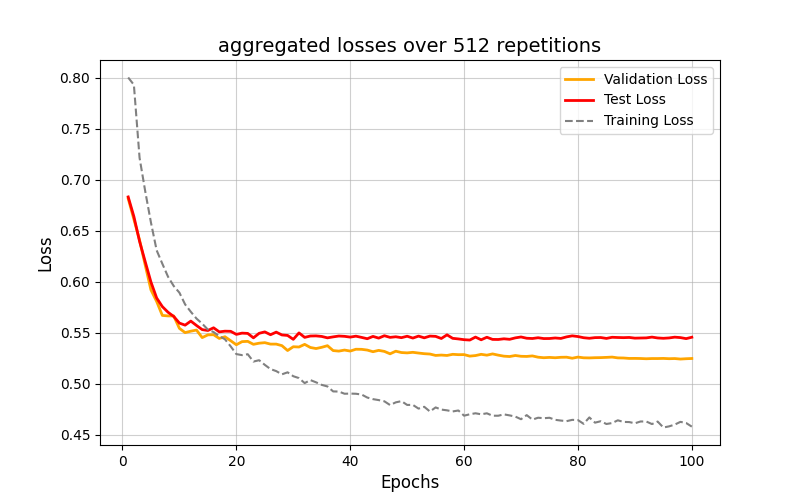 aggregated losses over 512 repetitions
Validation Loss
Test Loss
Training Loss
Loss
0.80
0.75
0.70
0.65
0.60
0.55
0.50
0.45
0 20 40 60 80 100
Epochs